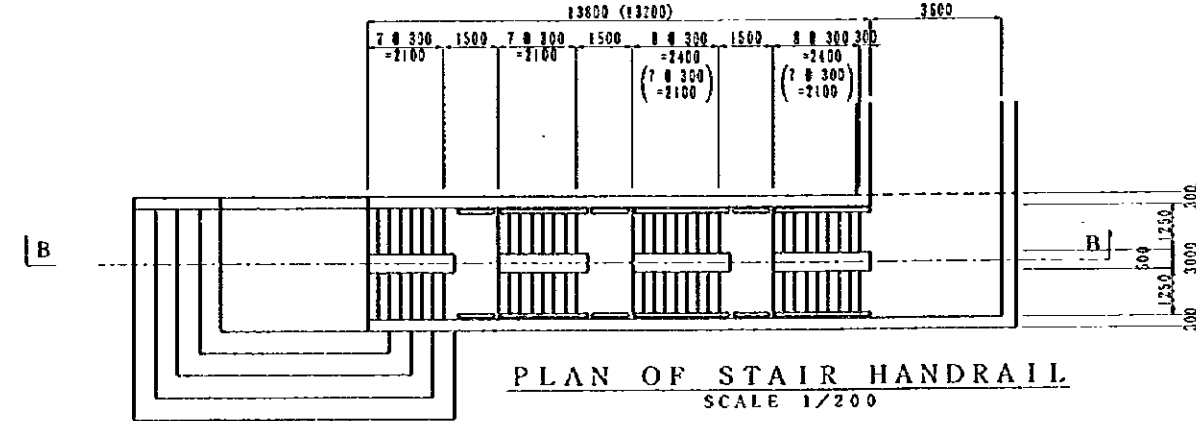 13800 (13200)
3600
7 @ 300 1500 7 @ 300 1500 8 @ 300 1500 8 @ 300 300
=2100 =2100 =2400 =2400
(7 @ 300 (7 @ 300
=2100) =2100)
300
1250
B B
600
3000
1250
300
PLAN OF STAIR HANDRAIL
SCALE 1/200